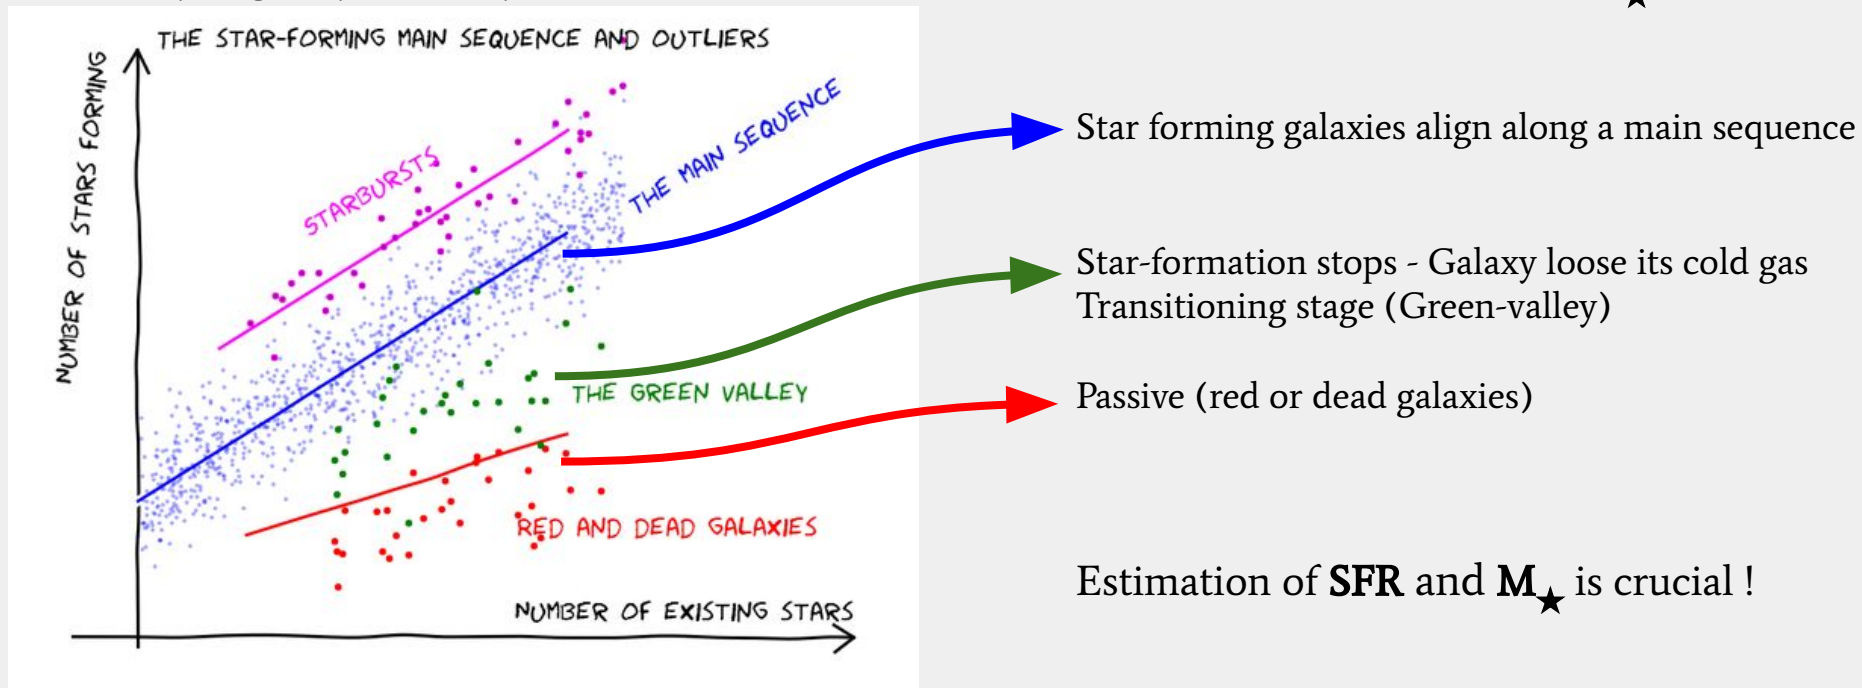 THE STAR-FORMING MAIN SEQUENCE AND OUTLIERS
NUMBER OF STARS FORMING
STARBURSTS
THE MAIN SEQUENCE
THE GREEN VALLEY
RED AND DEAD GALAXIES
NUMBER OF EXISTING STARS
Star forming galaxies align along a main sequence
Star-formation stops - Galaxy loose its cold gas
Transitioning stage (Green-valley)
Passive (red or dead galaxies)
Estimation of SFR and M★ is crucial !